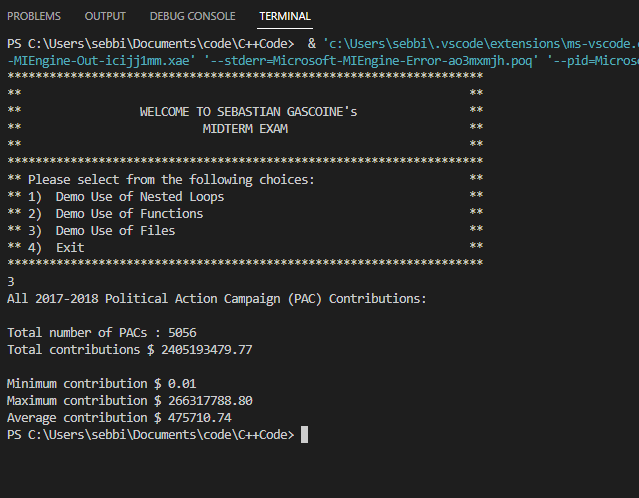 PROBLEMS OUTPUT DEBUG CONSOLE TERMINAL
PS C:\Users\sebbi\Documents\code\C++Code> & 'c:\Users\sebbi\.vscode\extensions\ms-vscode.
-MIEngine-Out-icijj1mm.xae' '--stderr=Microsoft-MIEngine-Error-ao3mxmjh.poq' '--pid=Micros
********************************************************************
** **
** WELCOME TO SEBASTIAN GASCOINE's **
** MIDTERM EXAM **
** **
********************************************************************
** Please select from the following choices: **
** 1) Demo Use of Nested Loops **
** 2) Demo Use of Functions **
** 3) Demo Use of Files **
** 4) Exit **
********************************************************************
3
All 2017-2018 Political Action Campaign (PAC) Contributions:
Total number of PACs : 5056
Total contributions $ 2405193479.77
Minimum contribution $ 0.01
Maximum contribution $ 266317788.80
Average contribution $ 475710.74
PS C:\Users\sebbi\Documents\code\C++Code>